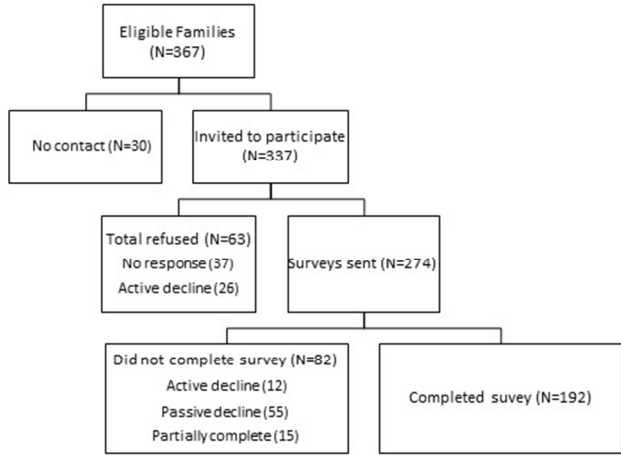 Eligible Families
(N=367)
No contact (N=30)
Invited to participate
(N=337)
Total refused (N=63)
No response (37)
Active decline (26)
Surveys sent (N=274)
Did not complete survey (N=82)
Active decline (12)
Passive decline (55)
Partially complete (15)
Completed suvey (N=192)